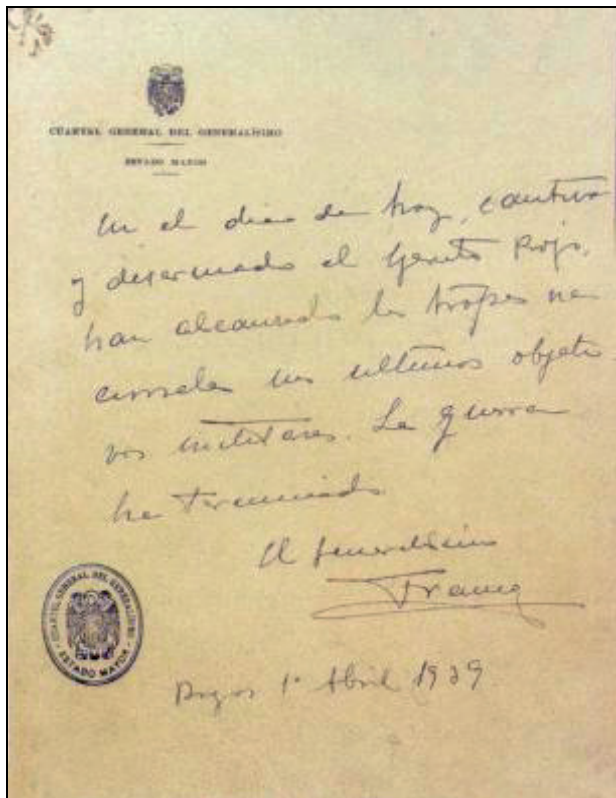 CUARTEL GENERAL DEL GENERALÍSIMO
ESTADO MAYOR
En el dia de hoy, cautivo
y desarmado el Ejercito Rojo,
han alcanzado las tropas na
cionales sus ultimos objeti
vos militares. La guerra
ha terminado.
El Generalisimo
Franco
CUARTEL GENERAL DEL GENERALISIMO
ESTADO MAYOR
Burgos 1º Abril 1939